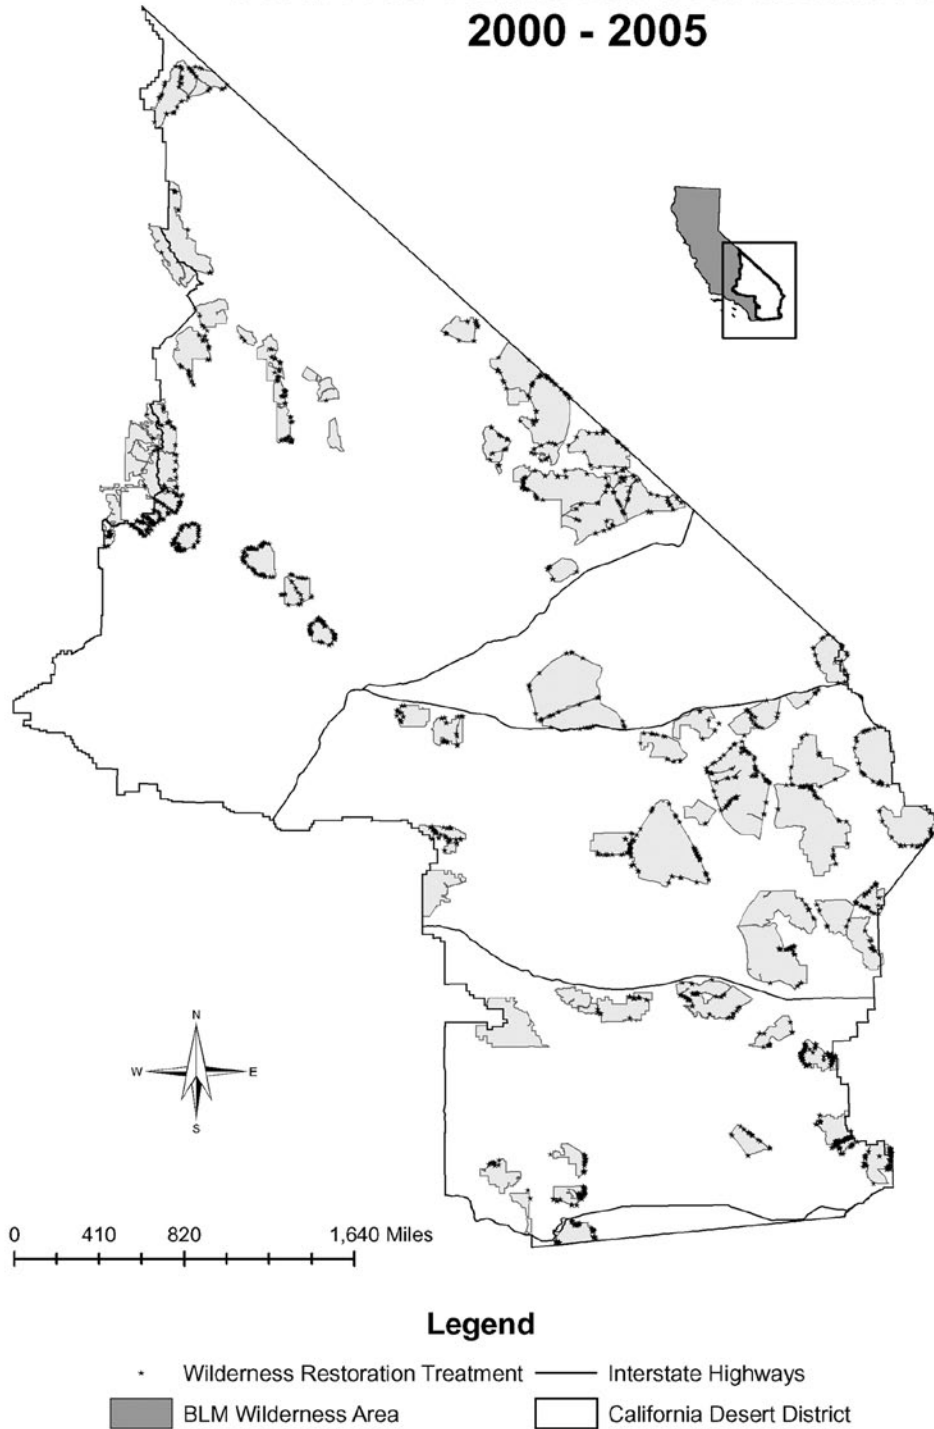 2000 - 2005
N
W E
S
0 410 820 1,640 Miles
Legend
Wilderness Restoration Treatment Interstate Highways
BLM Wilderness Area California Desert District